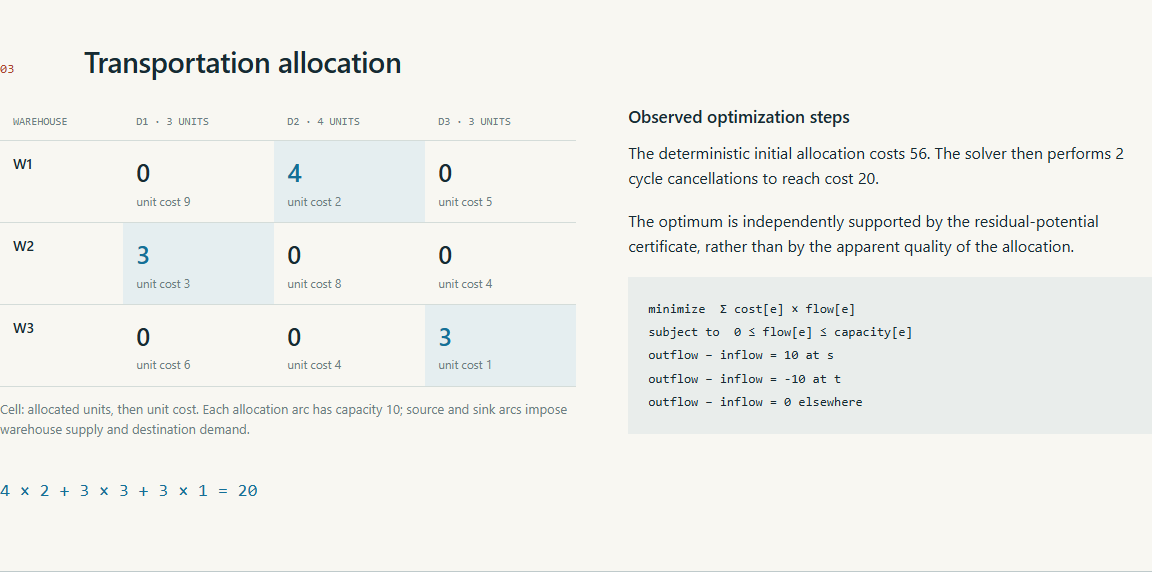 03
Transportation allocation
WAREHOUSE D1 · 3 UNITS D2 · 4 UNITS D3 · 3 UNITS
W1
0 4 0
unit cost 9 unit cost 2 unit cost 5
W2
3 0 0
unit cost 3 unit cost 8 unit cost 4
W3
0 0 3
unit cost 6 unit cost 4 unit cost 1
Cell: allocated units, then unit cost. Each allocation arc has capacity 10; source and sink arcs impose
warehouse supply and destination demand.
4 × 2 + 3 × 3 + 3 × 1 = 20
Observed optimization steps
The deterministic initial allocation costs 56. The solver then performs 2
cycle cancellations to reach cost 20.
The optimum is independently supported by the residual-potential
certificate, rather than by the apparent quality of the allocation.
minimize Σ cost[e] × flow[e]
subject to 0 ≤ flow[e] ≤ capacity[e]
outflow − inflow = 10 at s
outflow − inflow = -10 at t
outflow − inflow = 0 elsewhere